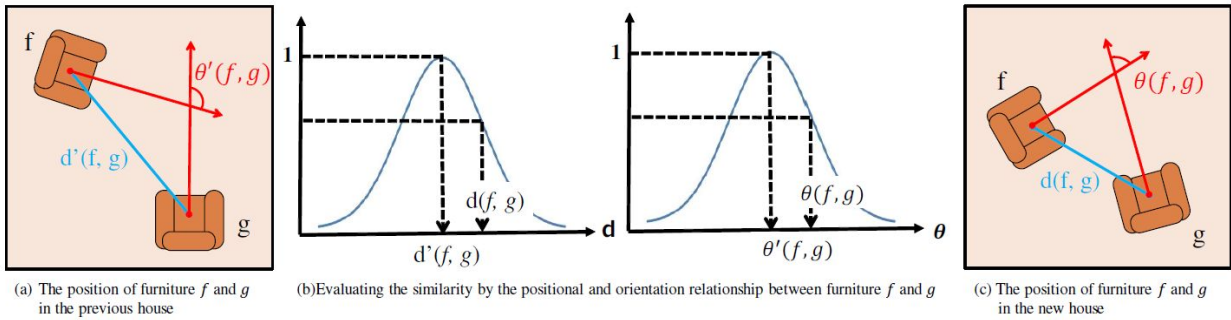 f
θ'(f,g)
d'(f, g)
g
(a) The position of furniture f and g
in the previous house
1
d(f, g)
d
d'(f, g)
1
θ(f,g)
θ
θ'(f,g)
(b)Evaluating the similarity by the positional and orientation relationship between furniture f and g
f
θ(f,g)
d(f, g)
g
(c) The position of furniture f and g
in the new house